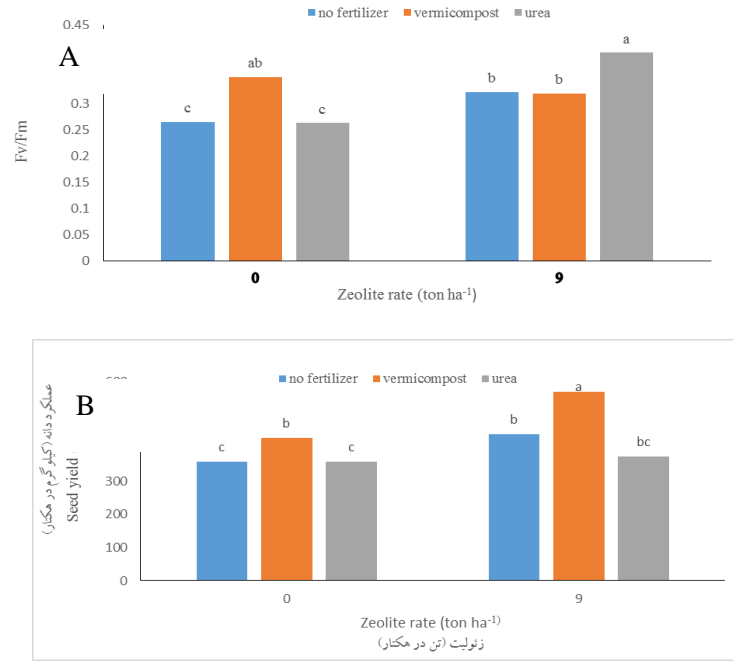 no fertilizer vermicompost urea
0.45
A
ab
a
c
c
b
b
0.3
0.25
0.2
0.15
0.1
0.05
0
Fv/Fm
0
9
Zeolite rate (ton ha-1)
no fertilizer vermicompost urea
B
c
b
c
b
a
bc
300
200
100
0
عملکرد دانه (کیلوگرم در هکتار)
Seed yield
0
9
Zeolite rate (ton ha-1)
زئولیت (تن در هکتار)